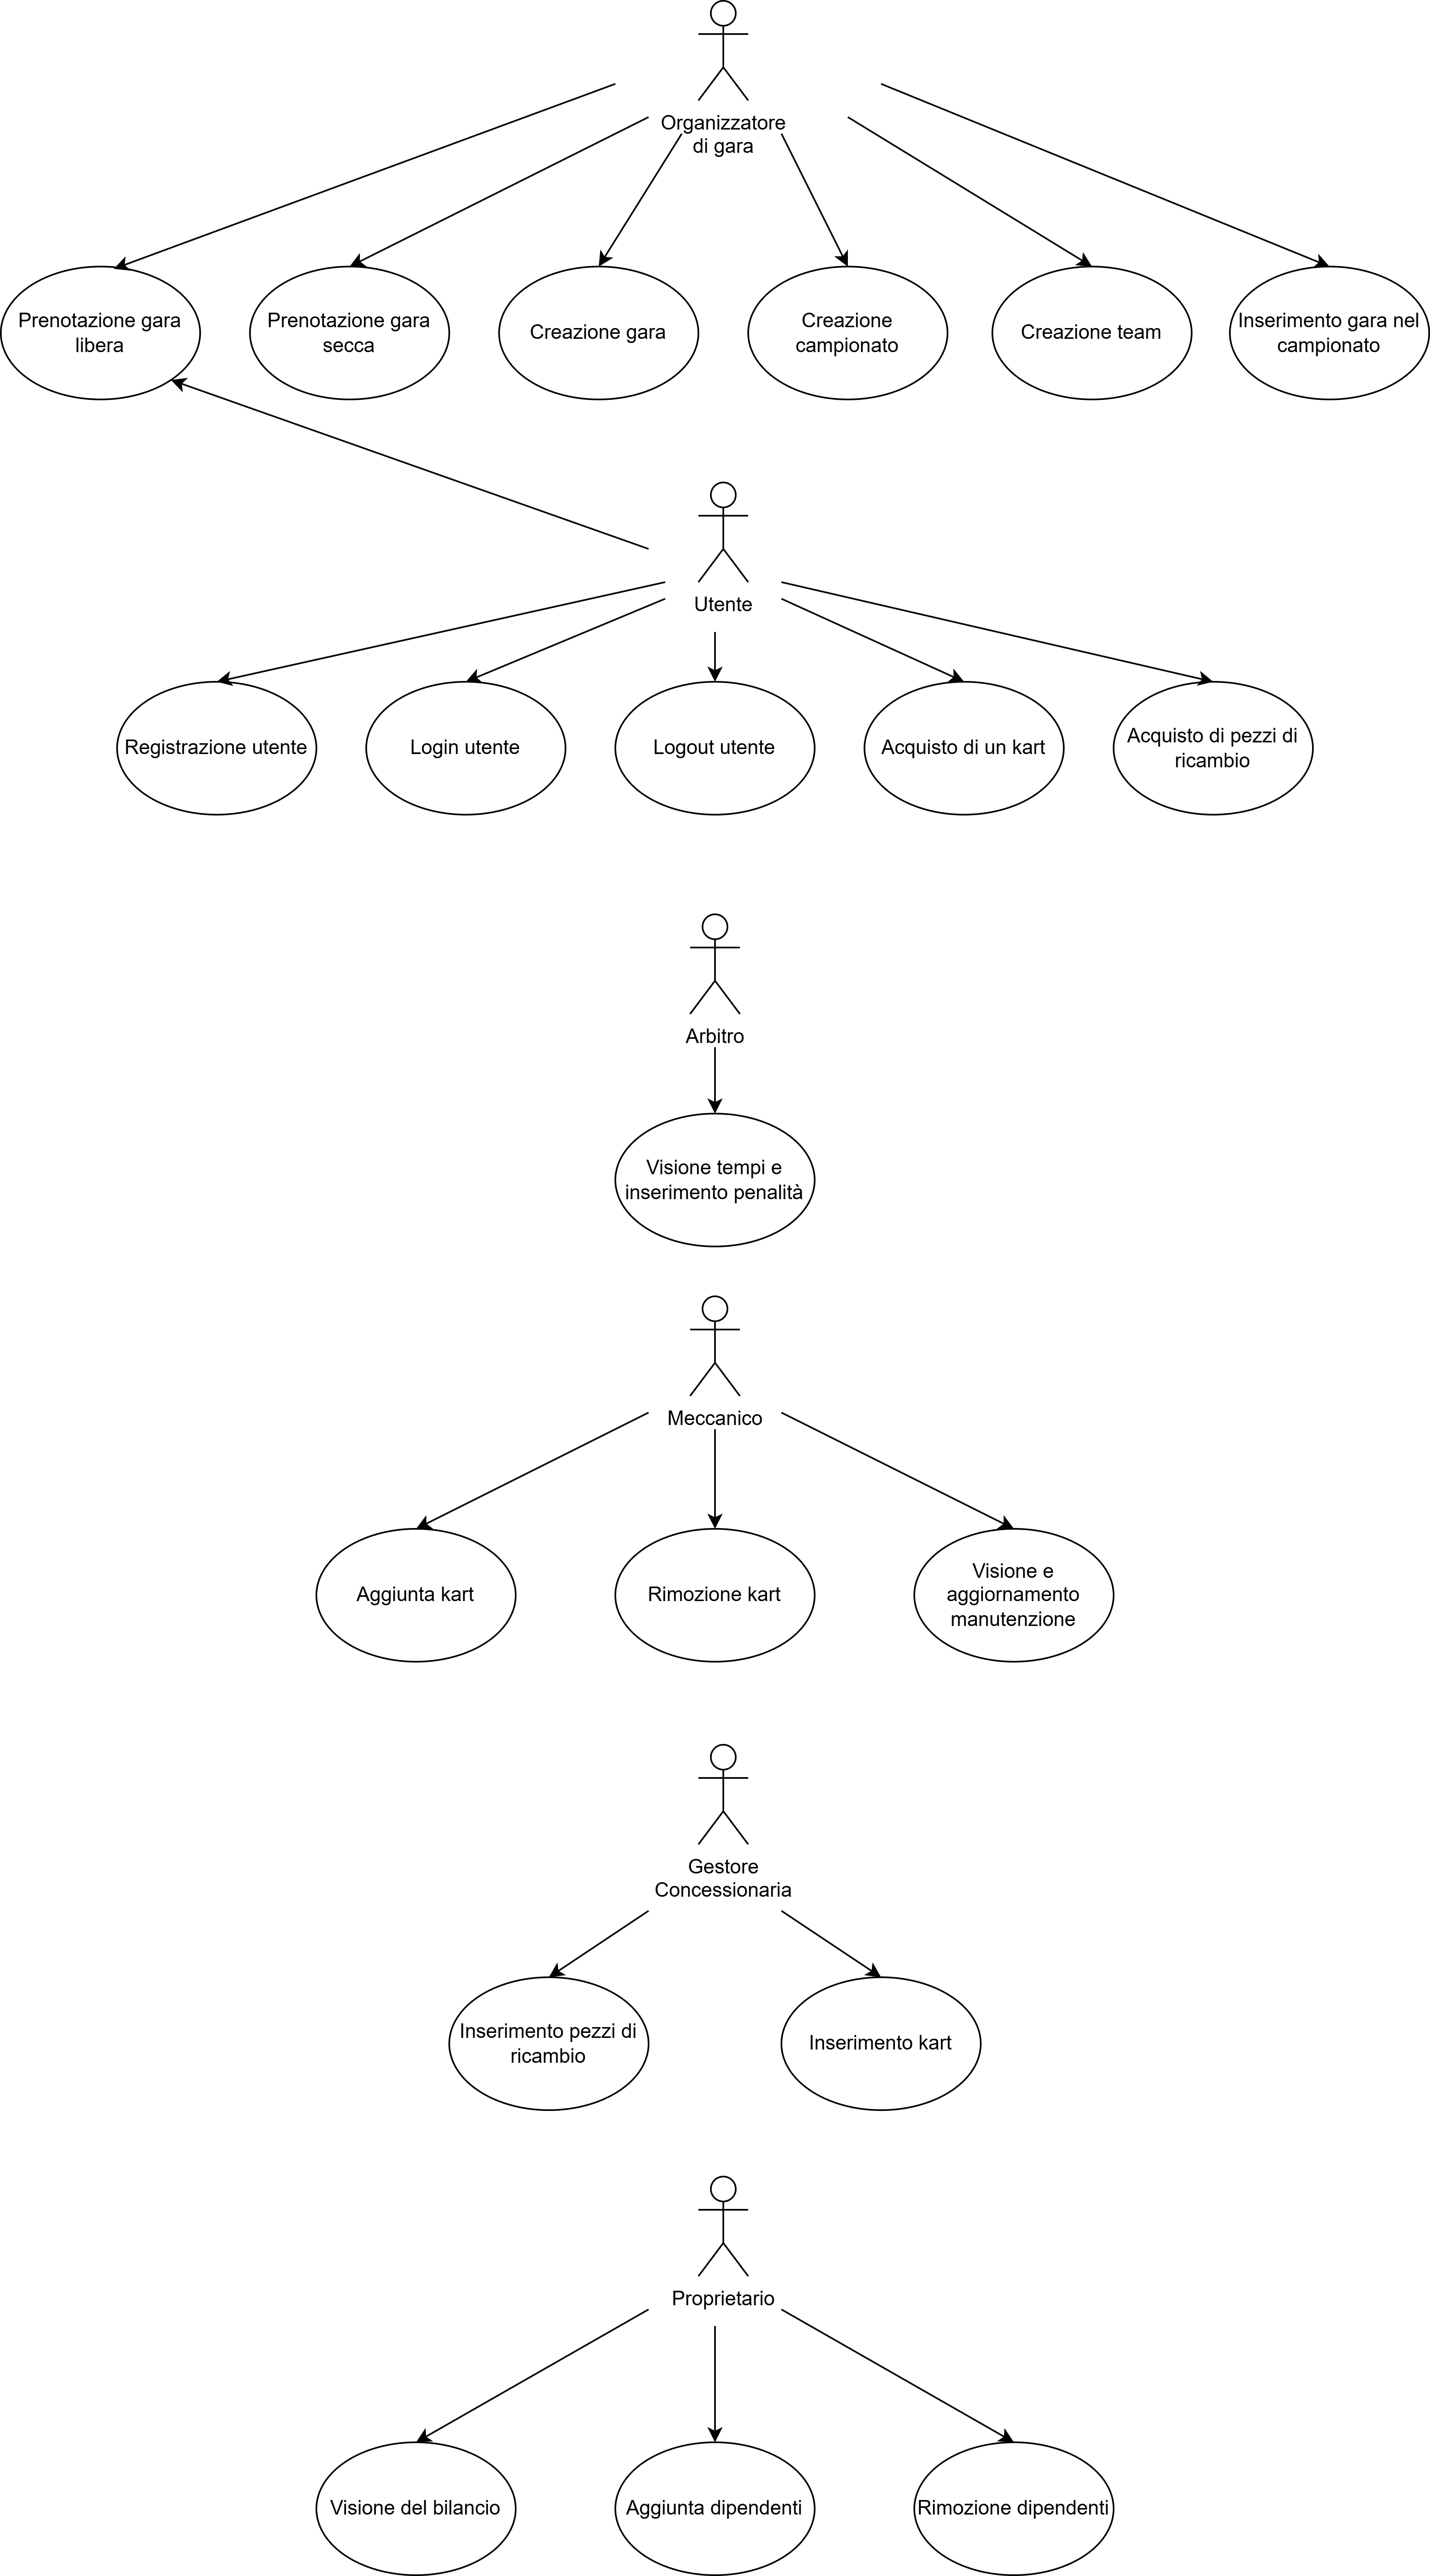 Organizzatore
di gara
Prenotazione gara
libera
Prenotazione gara
secca
Creazione gara
Creazione
campionato
Creazione team
Inserimento gara nel
campionato
Utente
Registrazione utente
Login utente
Logout utente
Acquisto di un kart
Acquisto di pezzi di
ricambio
Arbitro
Visione tempi e
inserimento penalità
Meccanico
Aggiunta kart
Rimozione kart
Visione e
aggiornamento
manutenzione
Gestore
Concessionaria
Inserimento pezzi di
ricambio
Inserimento kart
Proprietario
Visione del bilancio
Aggiunta dipendenti
Rimozione dipendenti